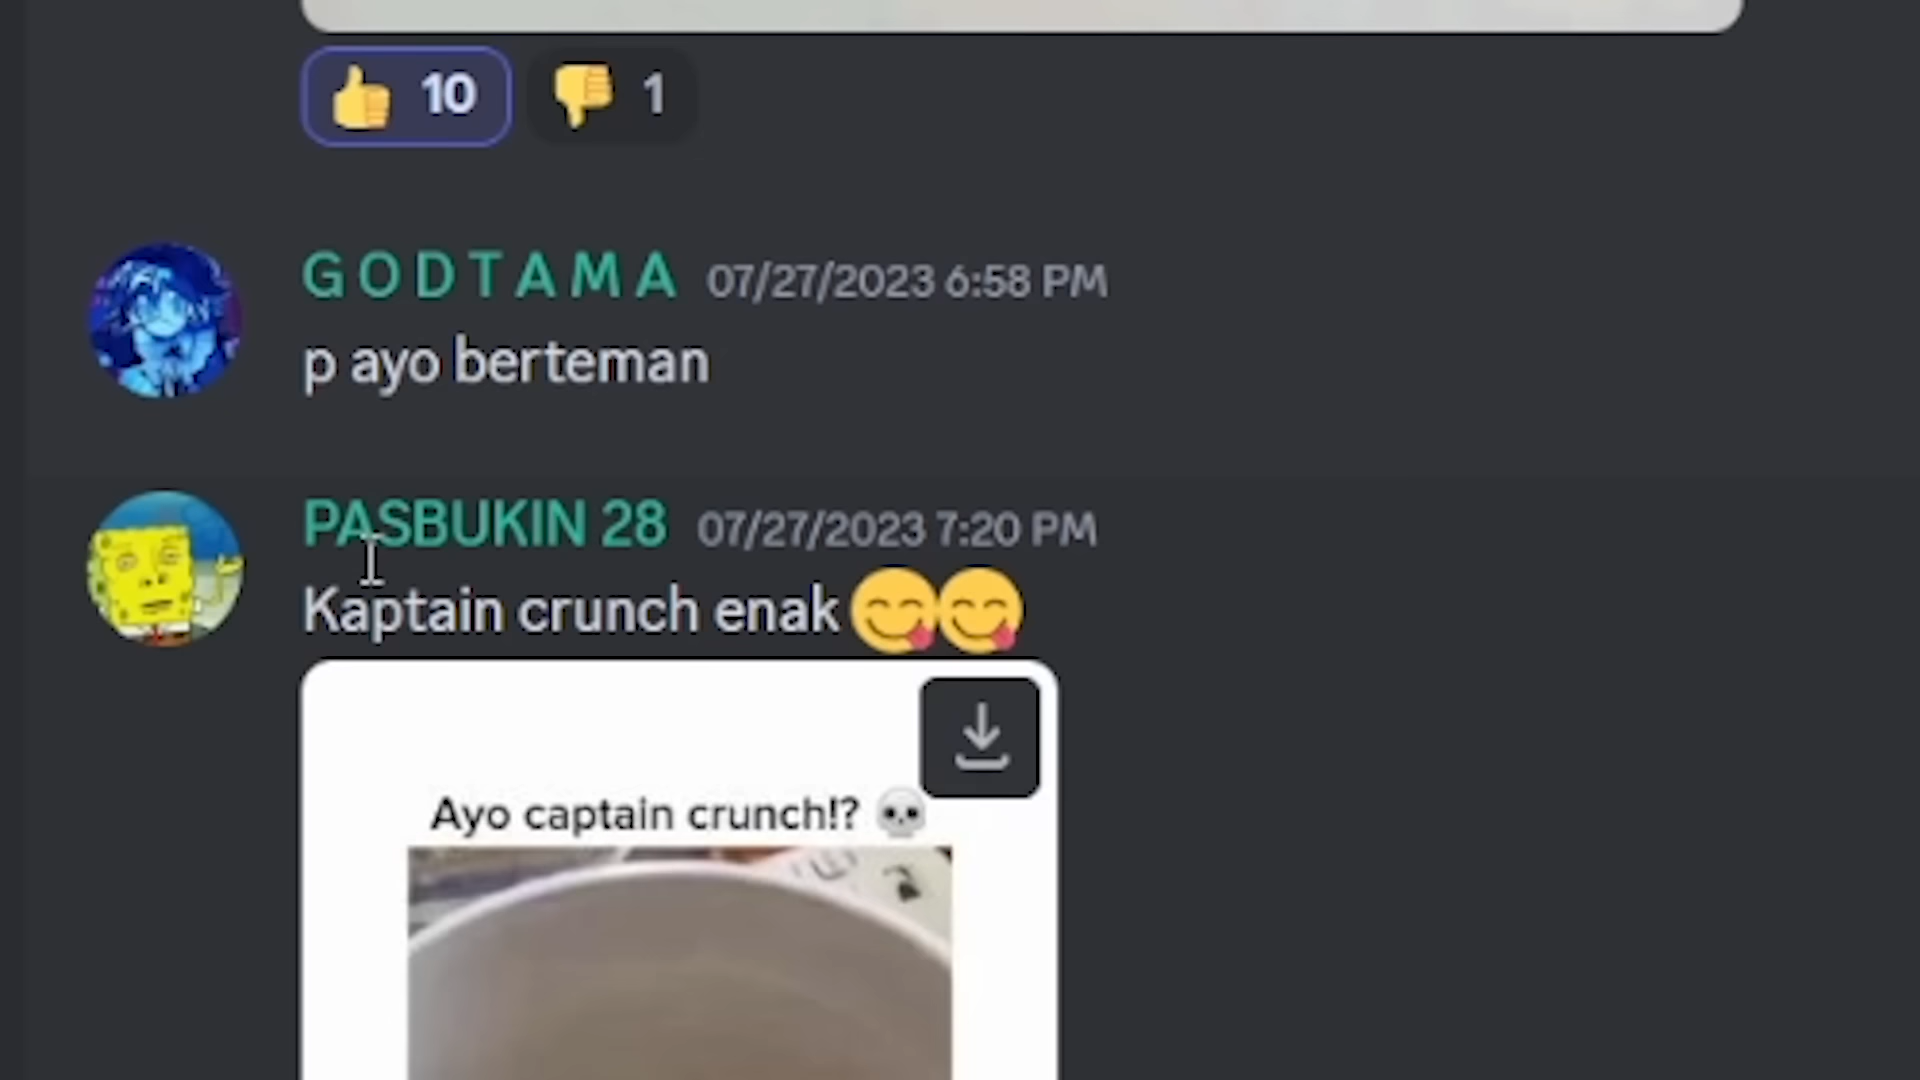 👍 10 👎 1
G O D T A M A 07/27/2023 6:58 PM
p ayo berteman
PASBUKIN 28 07/27/2023 7:20 PM
Kaptain crunch enak 😋😋
Ayo captain crunch!? 💀